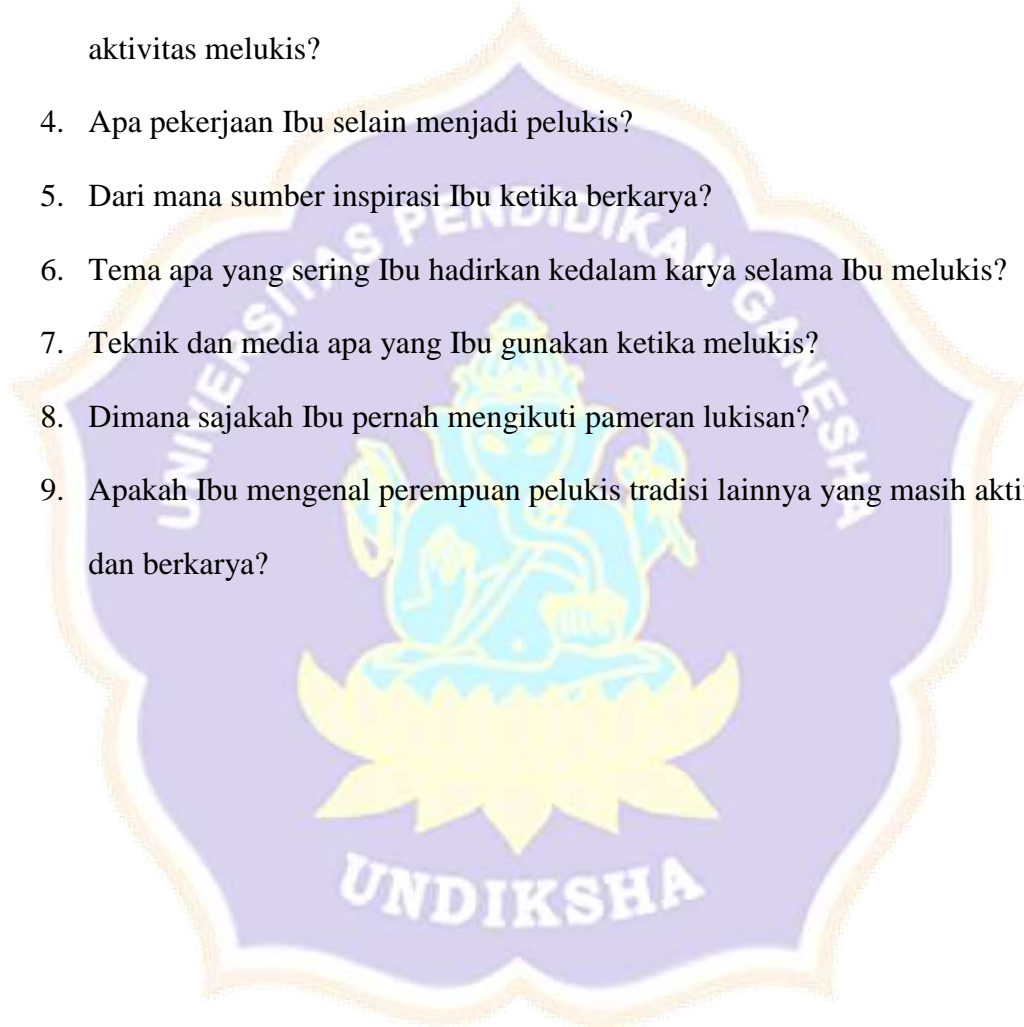 aktivitas melukis?
4. Apa pekerjaan Ibu selain menjadi pelukis?
5. Dari mana sumber inspirasi Ibu ketika berkarya?
6. Tema apa yang sering Ibu hadirkan kedalam karya selama Ibu melukis?
7. Teknik dan media apa yang Ibu gunakan ketika melukis?
8. Dimana sajakah Ibu pernah mengikuti pameran lukisan?
9. Apakah Ibu mengenal perempuan pelukis tradisi lainnya yang masih aktif
dan berkarya?
UNIVERSITAS PENDIDIKAN GANESHA
UNDIKSHA